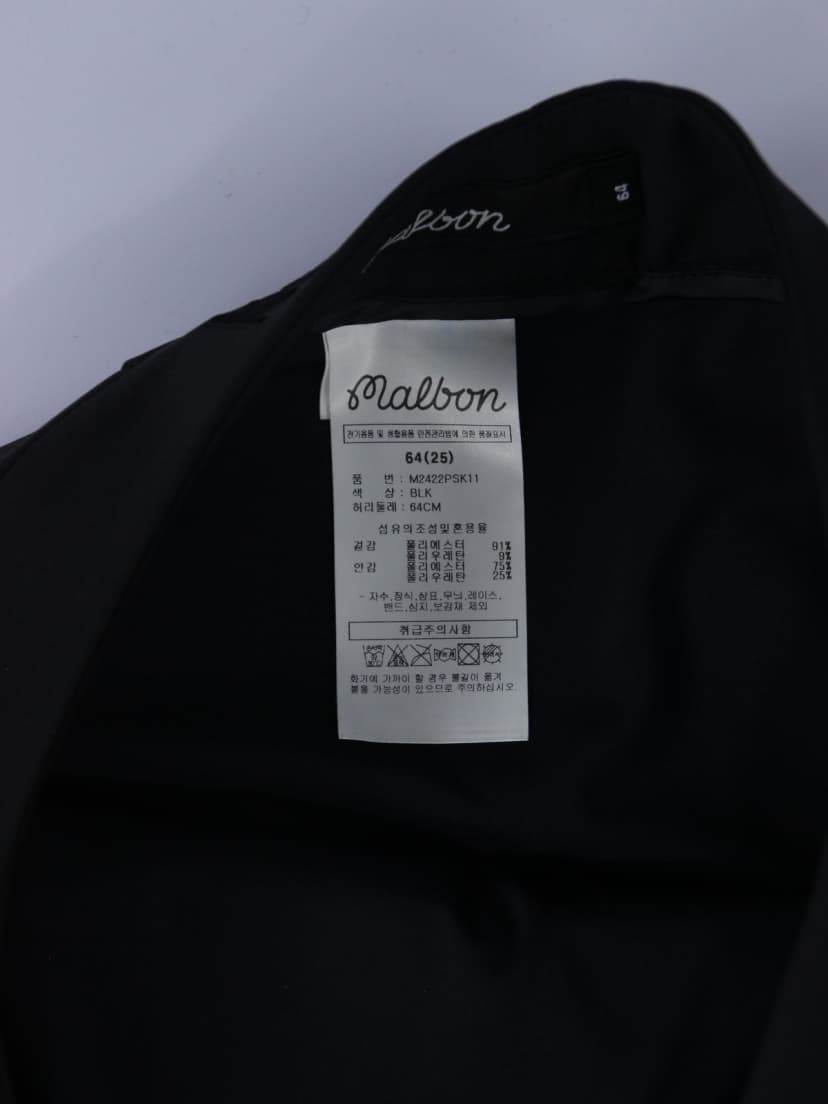 malbon
64
malbon
전기용품 및 생활용품 안전관리법에 의한 품질표시
64(25)
품 번 : M2422PSK11
색 상 : BLK
허리둘레 : 64CM
섬유의조성및혼용율
겉감 폴리에스터 91%
폴리우레탄 9%
안감 폴리에스터 75%
폴리우레탄 25%
- 자수,장식,상표,무늬,레이스,
밴드,심지,보강재 제외
취급주의사항
화기에 가까이 할 경우 불길이 옮겨
붙을 가능성이 있으므로 주의하십시오.